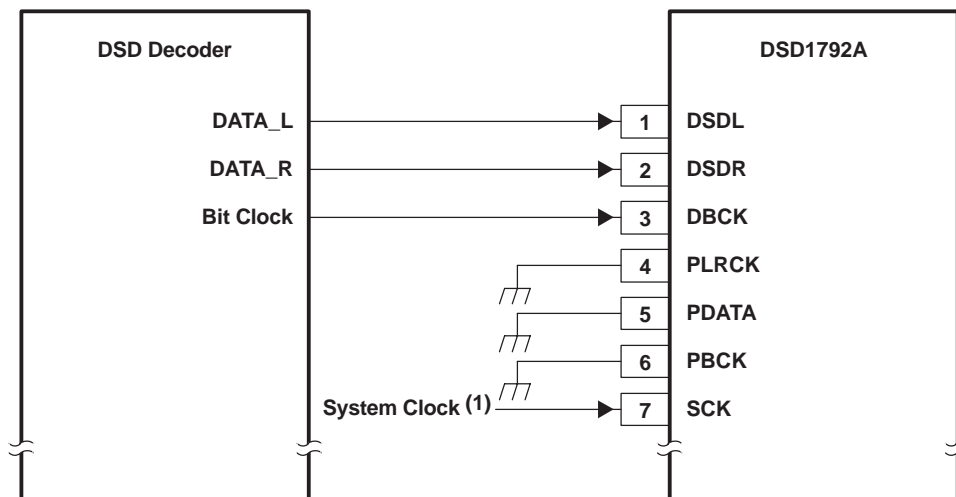 DSD Decoder
DSD1792A
DATA_L 1 DSDL
DATA_R 2 DSDR
Bit Clock 3 DBCK
4 PLRCK
5 PDATA
6 PBCK
System Clock (1) 7 SCK